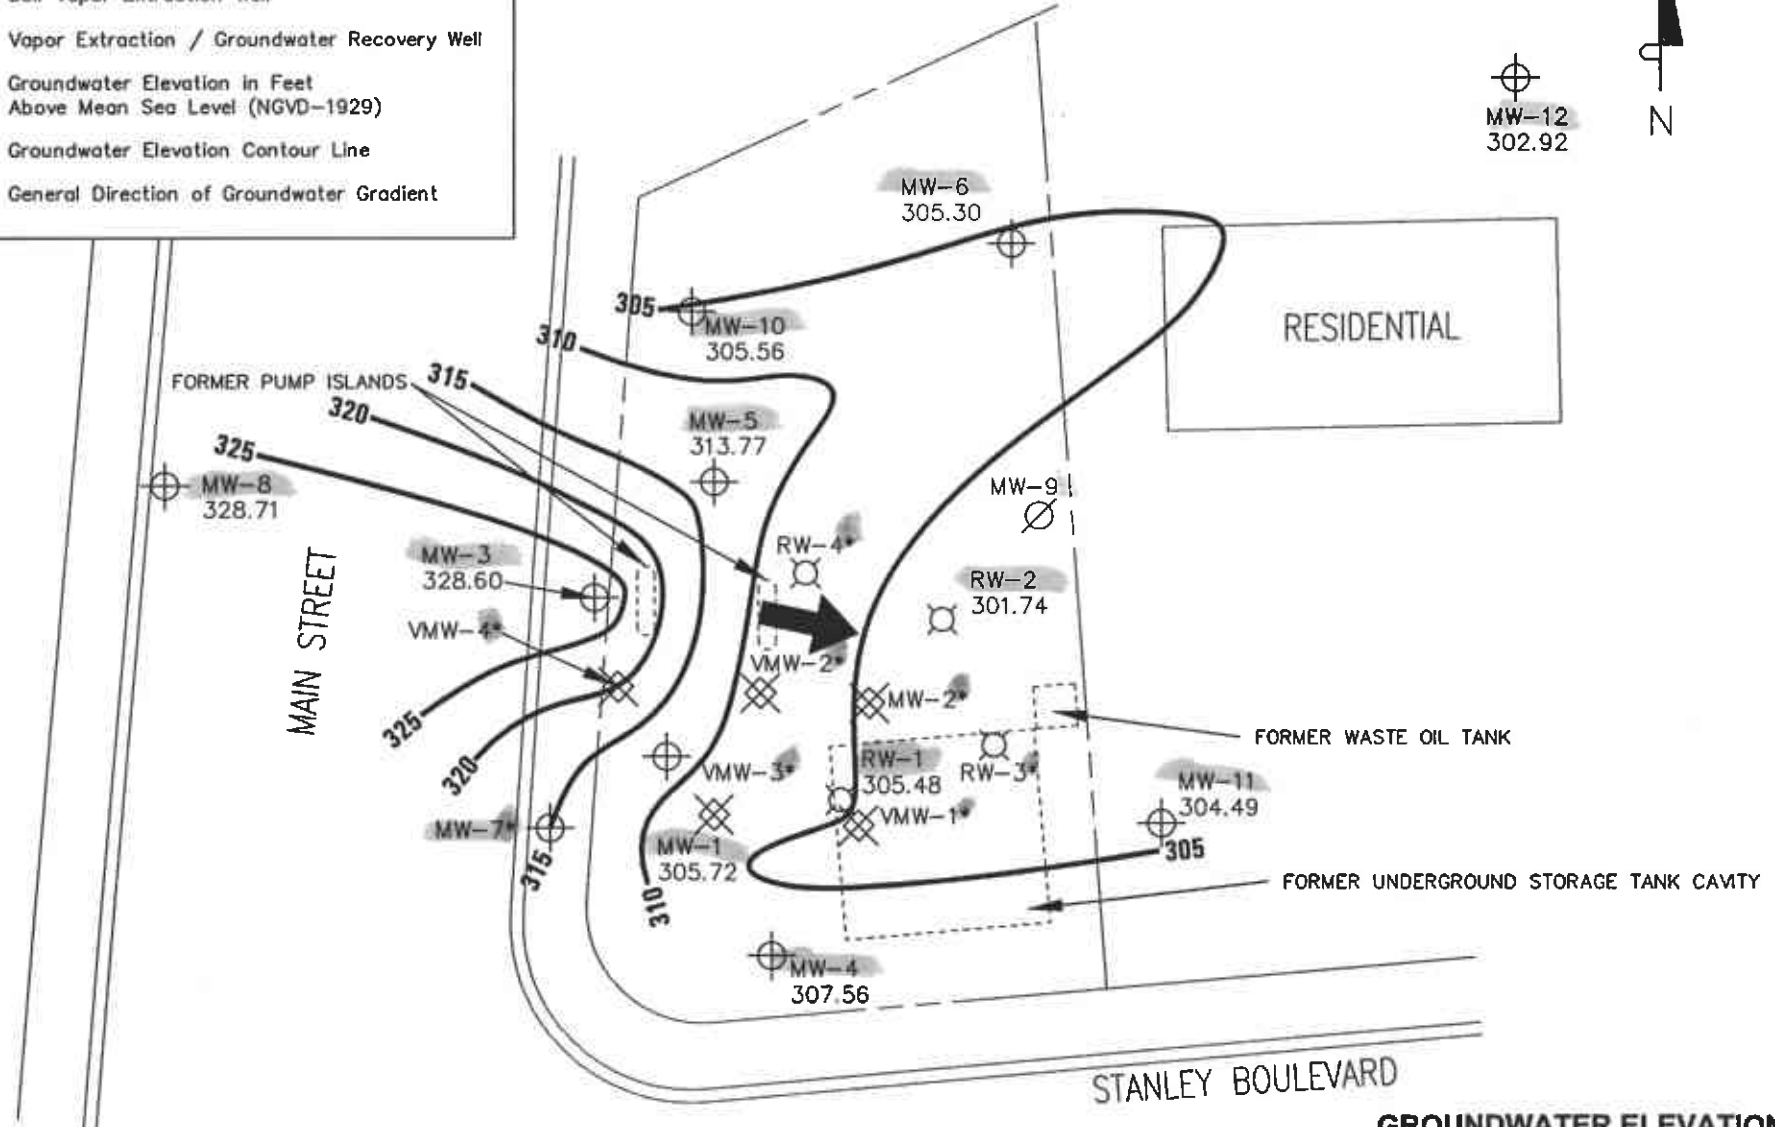 Vapor Extraction / Groundwater Recovery Well
Groundwater Elevation in Feet
Above Mean Sea Level (NGVD-1929)
Groundwater Elevation Contour Line
General Direction of Groundwater Gradient
N
MW-12
302.92
MW-6
305.30
305
MW-10
305.56
310
RESIDENTIAL
FORMER PUMP ISLANDS
315
320
MW-5
313.77
325
MW-8
328.71
MW-9
RW-4*
MW-3
328.60
RW-2
301.74
MAIN STREET
VMW-4*
VMW-2*
MW-2*
325
FORMER WASTE OIL TANK
320
VMW-3*
RW-1
305.48
RW-3*
MW-11
304.49
MW-7*
VMW-1*
MW-1
305.72
305
315
310
FORMER UNDERGROUND STORAGE TANK CAVITY
MW-4
307.56
STANLEY BOULEVARD
GROUNDWATER ELEVATION